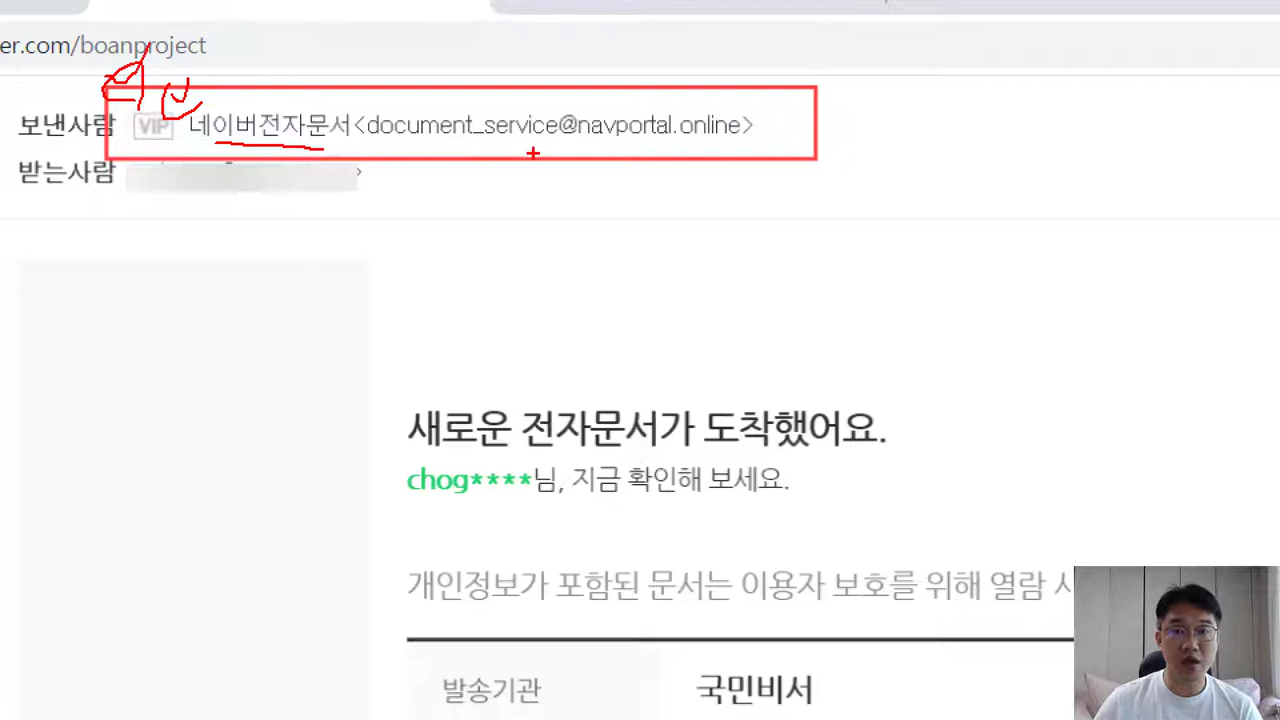 er.com/boanproject
보낸사람 VIP 네이버전자문서<document_service@navportal.online>
받는사람
새로운 전자문서가 도착했어요.
chog****님, 지금 확인해 보세요.
개인정보가 포함된 문서는 이용자 보호를 위해 열람 시
발송기관 국민비서